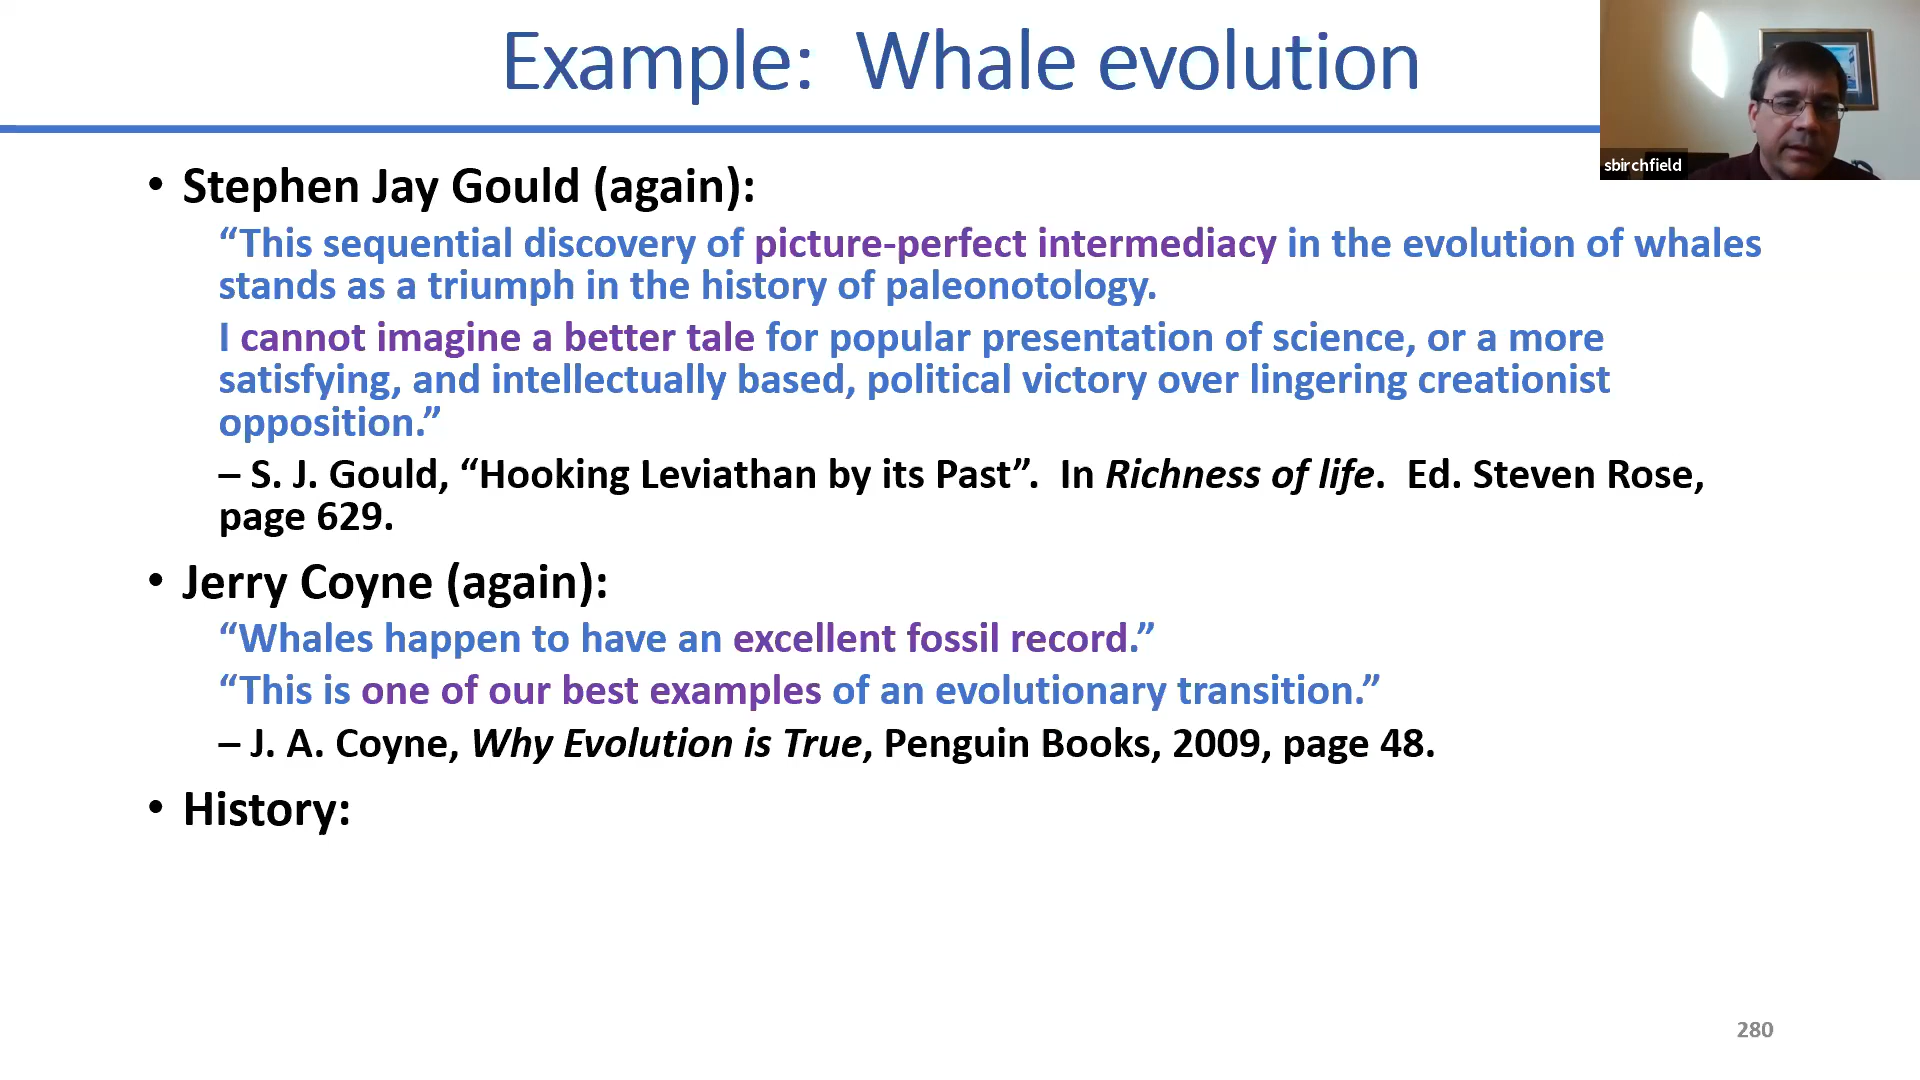 Example: Whale evolution
sbirchfield
• Stephen Jay Gould (again):
“This sequential discovery of picture-perfect intermediacy in the evolution of whales
stands as a triumph in the history of paleonotology.
I cannot imagine a better tale for popular presentation of science, or a more
satisfying, and intellectually based, political victory over lingering creationist
opposition.”
– S. J. Gould, “Hooking Leviathan by its Past”. In Richness of life. Ed. Steven Rose,
page 629.
• Jerry Coyne (again):
“Whales happen to have an excellent fossil record.”
“This is one of our best examples of an evolutionary transition.”
– J. A. Coyne, Why Evolution is True, Penguin Books, 2009, page 48.
• History:
280